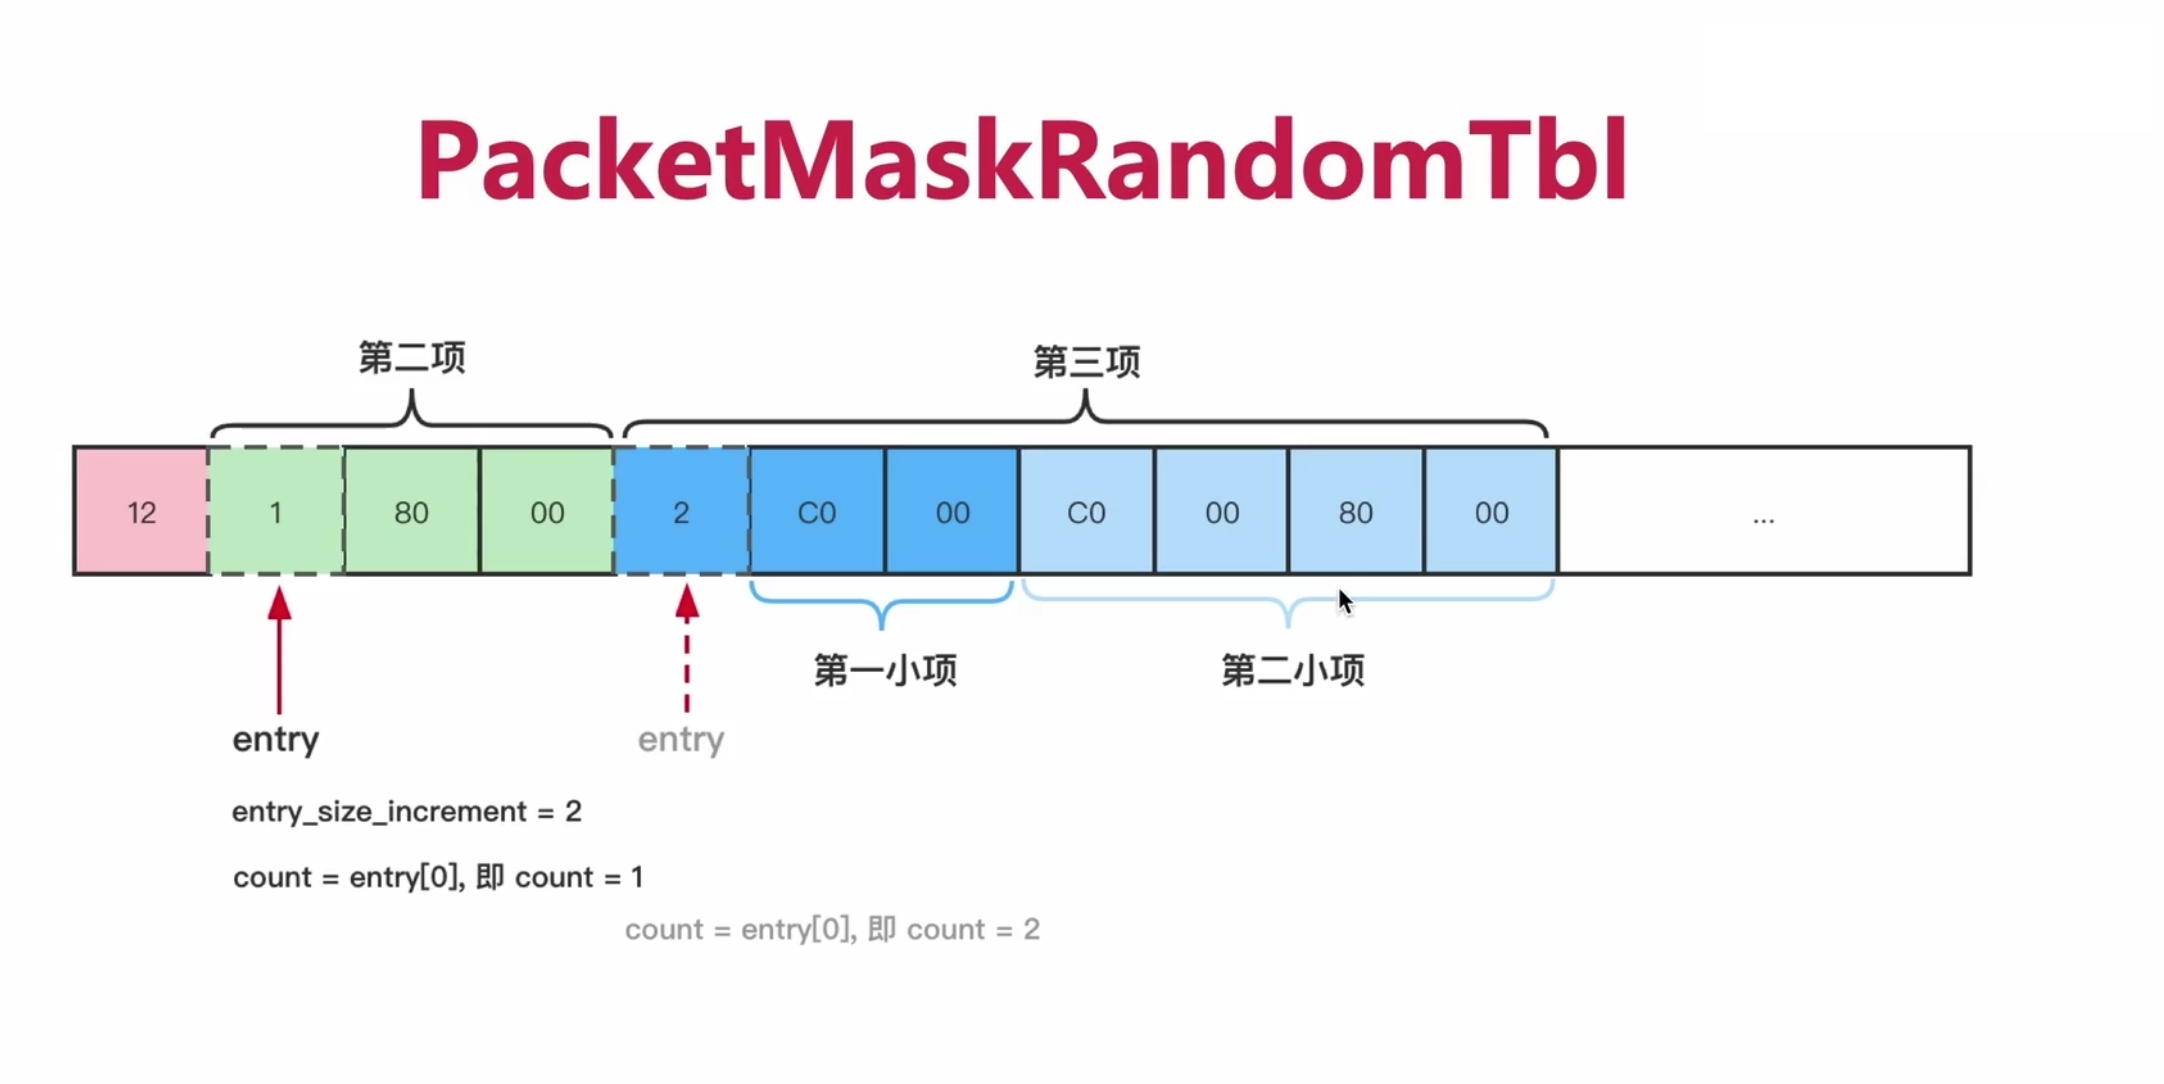 PacketMaskRandomTbl
第二项
第三项
12 1 80 00 2 C0 00 C0 00 80 00 ...
第一小项
第二小项
entry
entry
entry_size_increment = 2
count = entry[0], 即 count = 1
count = entry[0], 即 count = 2